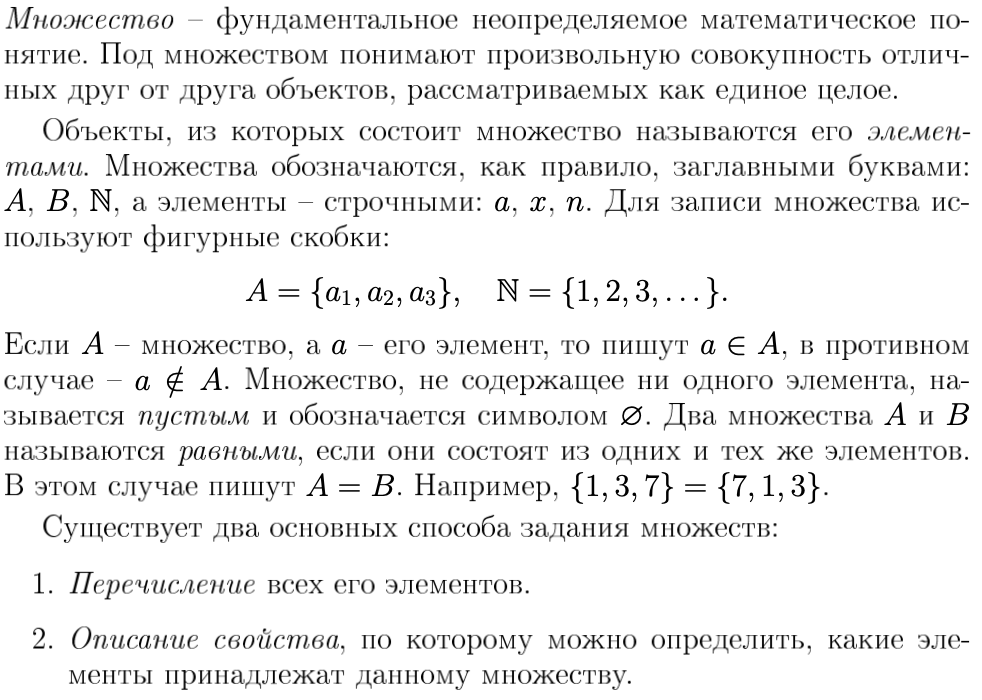 Множество – фундаментальное неопределяемое математическое по-
нятие. Под множеством понимают произвольную совокупность отлич-
ных друг от друга объектов, рассматриваемых как единое целое.
Объекты, из которых состоит множество называются его элемен-
тами. Множества обозначаются, как правило, заглавными буквами:
A, B, ℕ, а элементы – строчными: a, x, n. Для записи множества ис-
пользуют фигурные скобки:
A = {a₁, a₂, a₃}, ℕ = {1, 2, 3, . . . }.
Если A – множество, а a – его элемент, то пишут a ∈ A, в противном
случае – a ∉ A. Множество, не содержащее ни одного элемента, на-
зывается пустым и обозначается символом ∅. Два множества A и B
называются равными, если они состоят из одних и тех же элементов.
В этом случае пишут A = B. Например, {1, 3, 7} = {7, 1, 3}.
Существует два основных способа задания множеств:
1. Перечисление всех его элементов.
2. Описание свойства, по которому можно определить, какие эле-
менты принадлежат данному множеству.